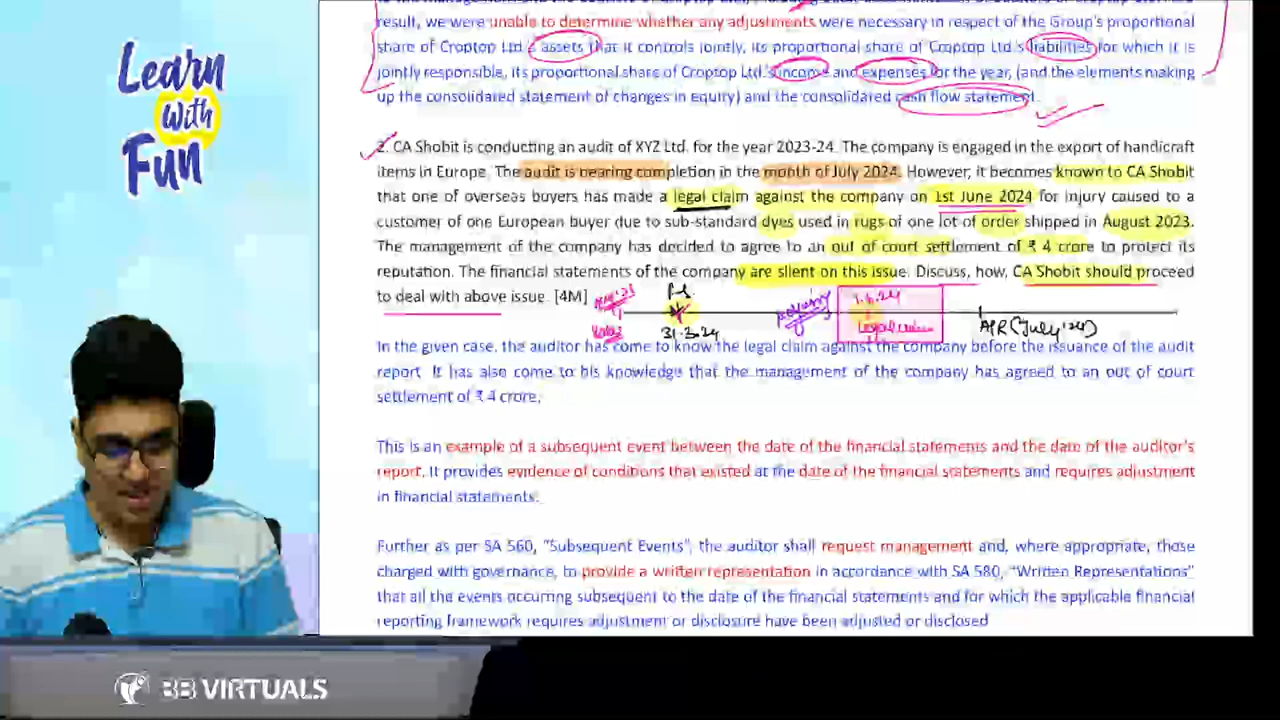 Learn
With
Fun
result, we were unable to determine whether any adjustments were necessary in respect of the Group's proportional
share of Croptop Ltd.'s assets that it controls jointly, its proportional share of Croptop Ltd.'s liabilities for which it is
jointly responsible, its proportional share of Croptop Ltd.'s income and expenses for the year, (and the elements making
up the consolidated statement of changes in equity) and the consolidated cash flow statement.
2. CA Shobit is conducting an audit of XYZ Ltd. for the year 2023-24. The company is engaged in the export of handicraft
items in Europe. The audit is nearing completion in the month of July 2024. However, it becomes known to CA Shobit
that one of overseas buyers has made a legal claim against the company on 1st June 2024 for injury caused to a
customer of one European buyer due to sub-standard dyes used in rugs of one lot of order shipped in August 2023.
The management of the company has decided to agree to an out of court settlement of ₹ 4 crore to protect its
reputation. The financial statements of the company are silent on this issue. Discuss, how, CA Shobit should proceed
to deal with above issue. [4M]
31.3.24
1.6.24
Legal claim
APR (July '24)
In the given case, the auditor has come to know the legal claim against the company before the issuance of the audit
report. It has also come to his knowledge that the management of the company has agreed to an out of court
settlement of ₹ 4 crore.
This is an example of a subsequent event between the date of the financial statements and the date of the auditor's
report. It provides evidence of conditions that existed at the date of the financial statements and requires adjustment
in financial statements.
Further as per SA 560, "Subsequent Events", the auditor shall request management and, where appropriate, those
charged with governance, to provide a written representation in accordance with SA 580, "Written Representations"
that all the events occurring subsequent to the date of the financial statements and for which the applicable financial
reporting framework requires adjustment or disclosure have been adjusted or disclosed
BB VIRTUALS